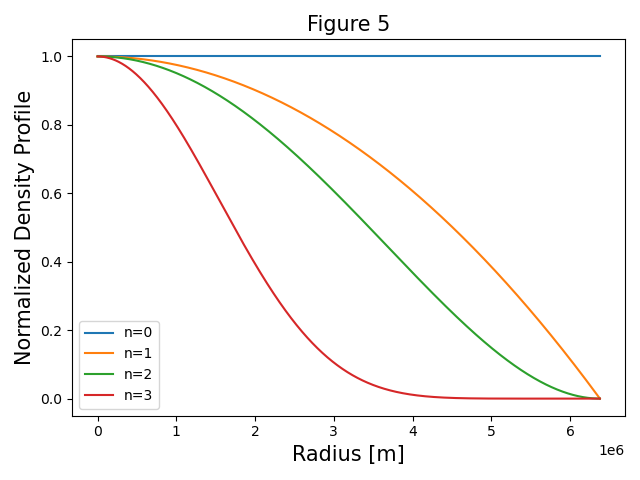 Figure 5
Normalized Density Profile
1.0
0.8
0.6
0.4
0.2
0.0
n=0
n=1
n=2
n=3
0 1 2 3 4 5 6
1e6
Radius [m]